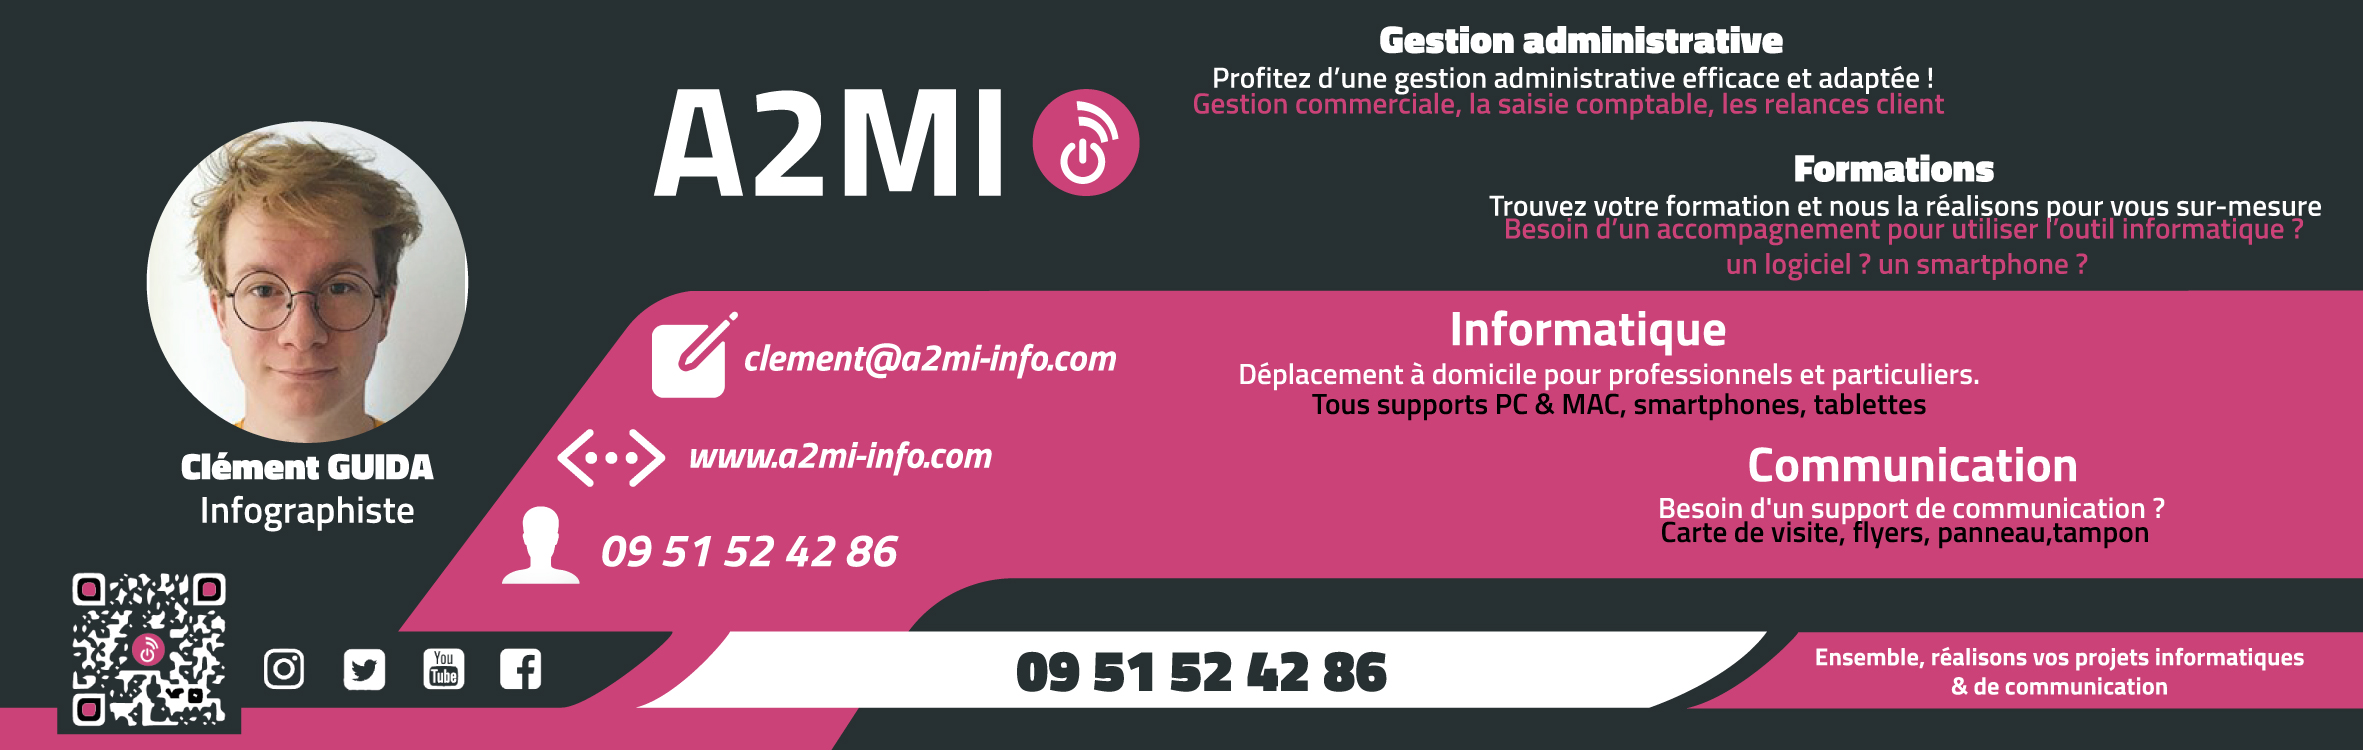 A2MI
Gestion administrative
Profitez d'une gestion administrative efficace et adaptée !
Gestion commerciale, la saisie comptable, les relances client
Formations
Trouvez votre formation et nous la réalisons pour vous sur-mesure
Besoin d'un accompagnement pour utiliser l'outil informatique ?
un logiciel ? un smartphone ?
Clément GUIDA
Infographiste
clement@a2mi-info.com
www.a2mi-info.com
09 51 52 42 86
Informatique
Déplacement à domicile pour professionnels et particuliers.
Tous supports PC & MAC, smartphones, tablettes
Communication
Besoin d'un support de communication ?
Carte de visite, flyers, panneau,tampon
You
Tube
09 51 52 42 86
Ensemble, réalisons vos projets informatiques
& de communication